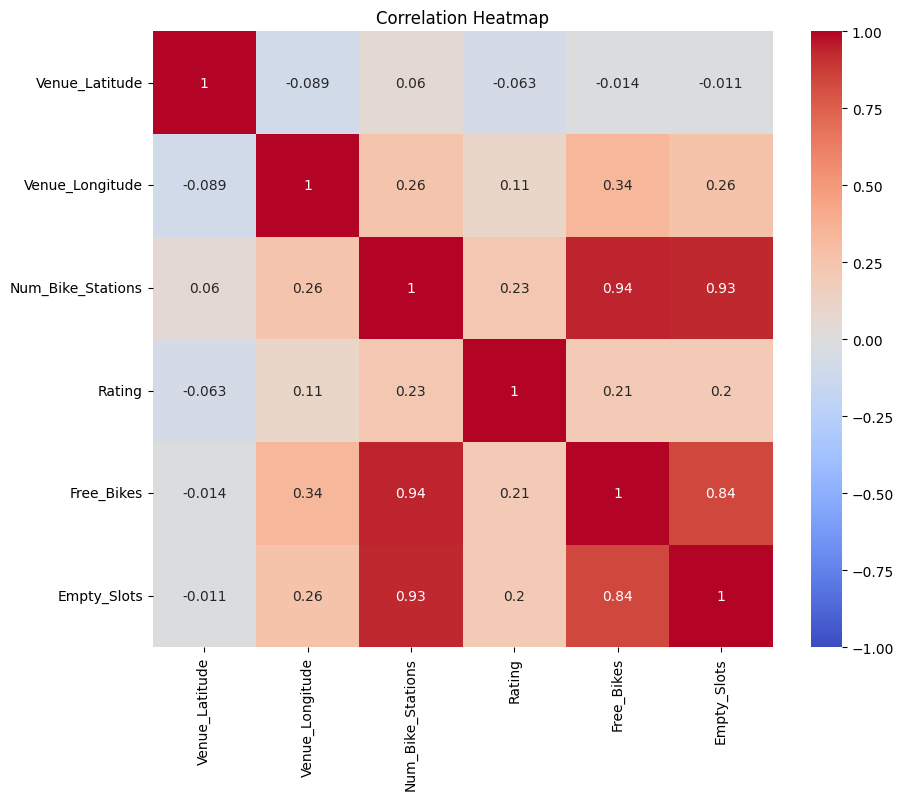 Correlation Heatmap
Venue_Latitude 1 -0.089 0.06 -0.063 -0.014 -0.011
Venue_Longitude -0.089 1 0.26 0.11 0.34 0.26
Num_Bike_Stations 0.06 0.26 1 0.23 0.94 0.93
Rating -0.063 0.11 0.23 1 0.21 0.2
Free_Bikes -0.014 0.34 0.94 0.21 1 0.84
Empty_Slots -0.011 0.26 0.93 0.2 0.84 1
Venue_Latitude
Venue_Longitude
Num_Bike_Stations
Rating
Free_Bikes
Empty_Slots
1.00
0.75
0.50
0.25
0.00
−0.25
−0.50
−0.75
−1.00